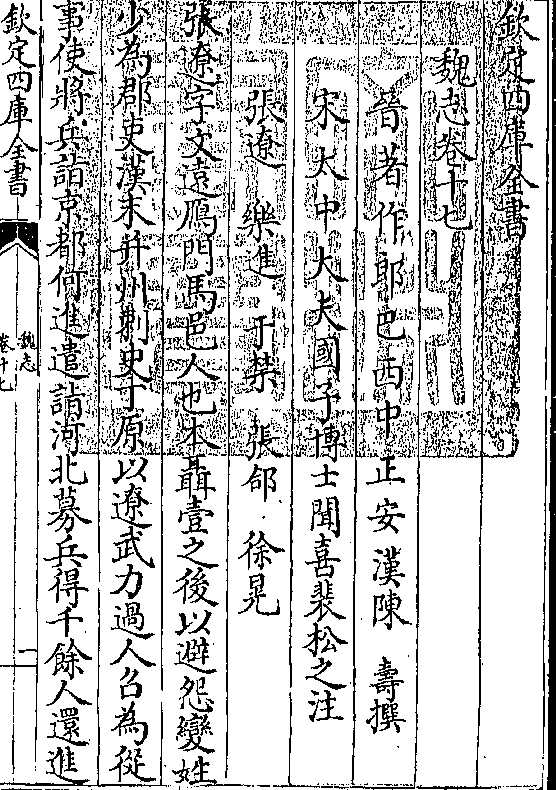 欽定四庫全書
魏志卷十七
晉著作郎巴西中正安漢陳壽撰
宋太中大夫國子博士聞喜裴松之注
張遼 樂進 于禁 張郃 徐晃
張遼字文遠鴈門馬邑人也本聶壹之後以避怨變姓
少為郡吏漢末并州刺史丁原以遼武力過人召為從
事使將兵詣京都何進遣詣河北募兵得千餘人還進
欽定四庫全書
魏志
卷十七
一